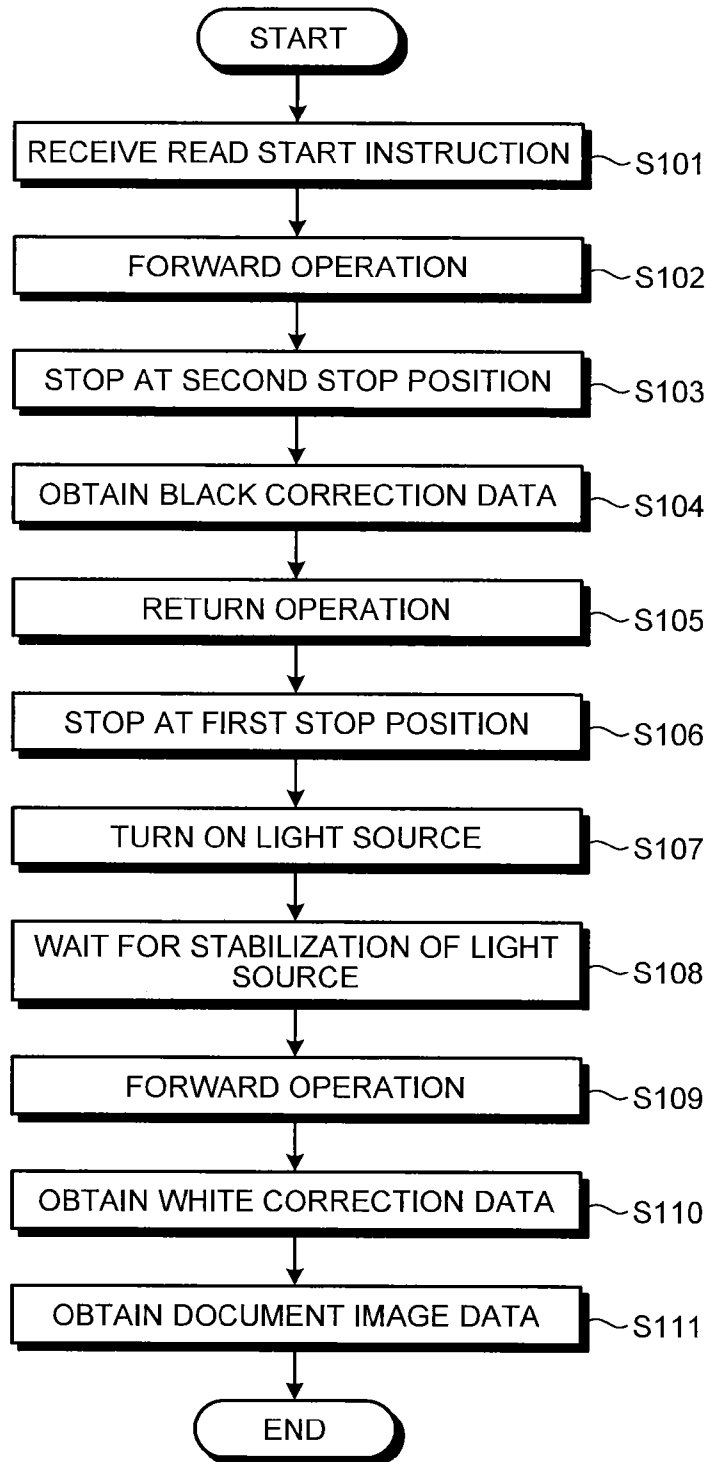 START
RECEIVE READ START INSTRUCTION
S101
FORWARD OPERATION
S102
STOP AT SECOND STOP POSITION
S103
OBTAIN BLACK CORRECTION DATA
S104
RETURN OPERATION
S105
STOP AT FIRST STOP POSITION
S106
TURN ON LIGHT SOURCE
S107
WAIT FOR STABILIZATION OF LIGHT
SOURCE
S108
FORWARD OPERATION
S109
OBTAIN WHITE CORRECTION DATA
S110
OBTAIN DOCUMENT IMAGE DATA
S111
END